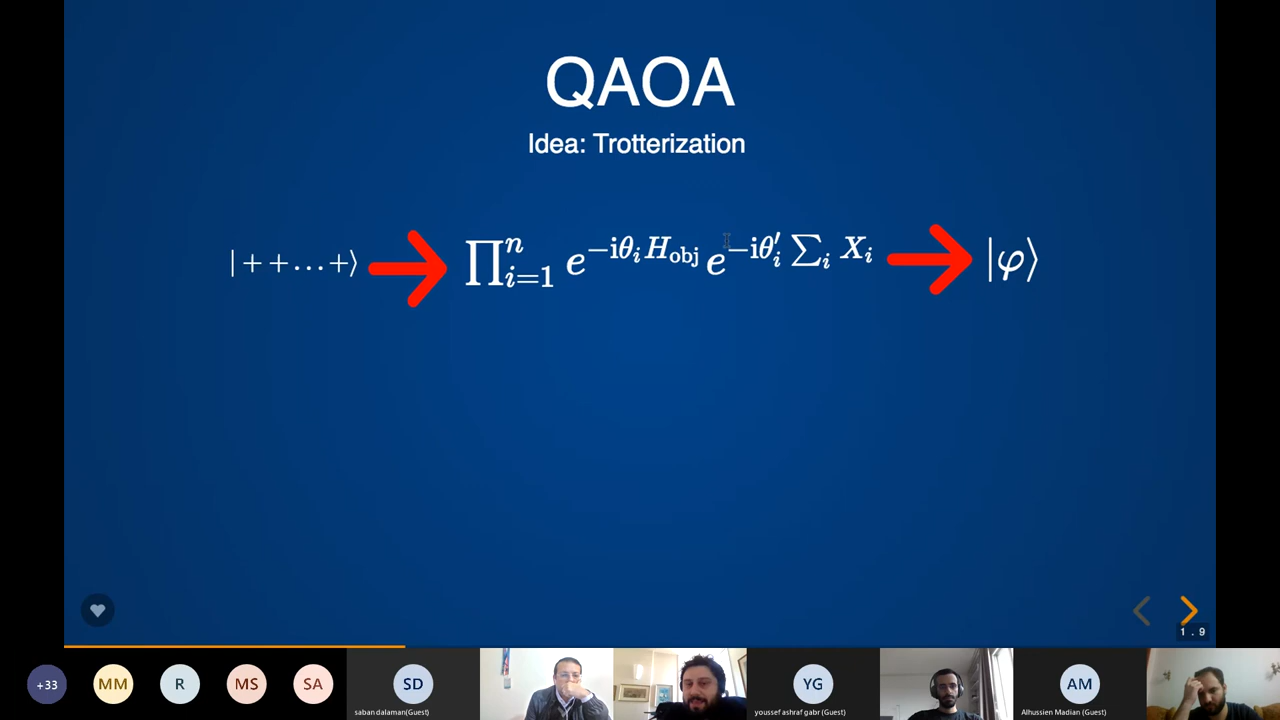 QAOA
Idea: Trotterization
|++…+⟩ ∏ⁿᵢ₌₁ e^{−iθᵢH_obj} e^{−iθ′ᵢ ∑ᵢ Xᵢ} |φ⟩
1.9
+33
MM
R
MS
SA
SD
saban dalaman(Guest)
YG
youssef ashraf gabr (Guest)
AM
Alhussien Madian (Guest)